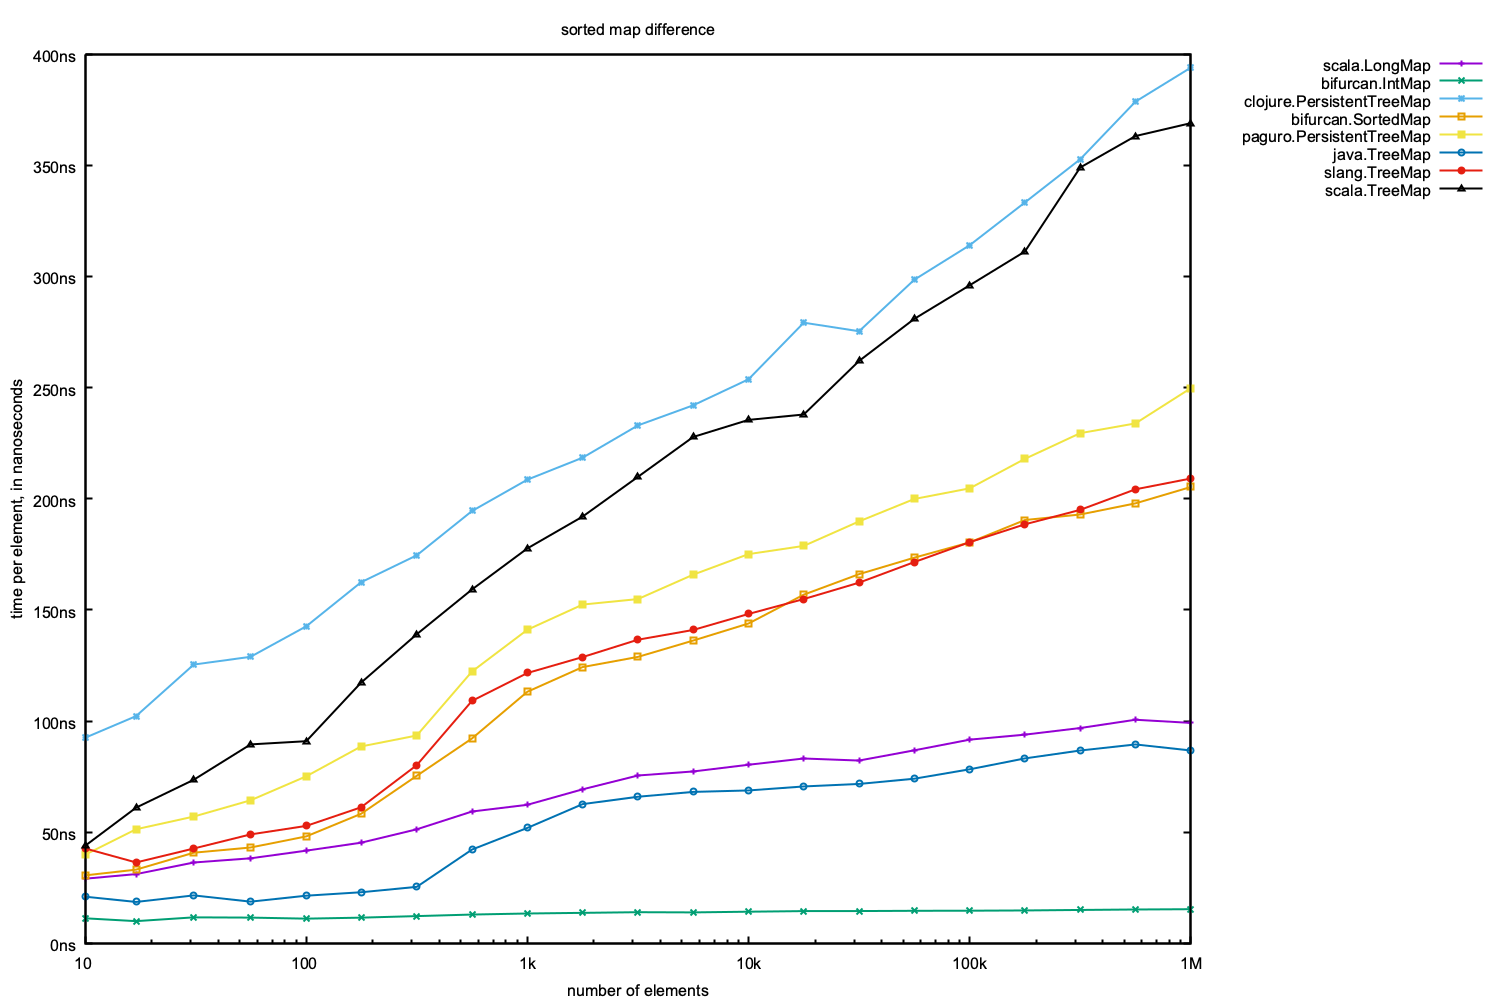 sorted map difference
400ns
350ns
300ns
250ns
200ns
150ns
100ns
50ns
0ns
time per element, in nanoseconds
10
100
1k
10k
100k
1M
number of elements
scala.LongMap
bifurcan.IntMap
clojure.PersistentTreeMap
bifurcan.SortedMap
paguro.PersistentTreeMap
java.TreeMap
slang.TreeMap
scala.TreeMap